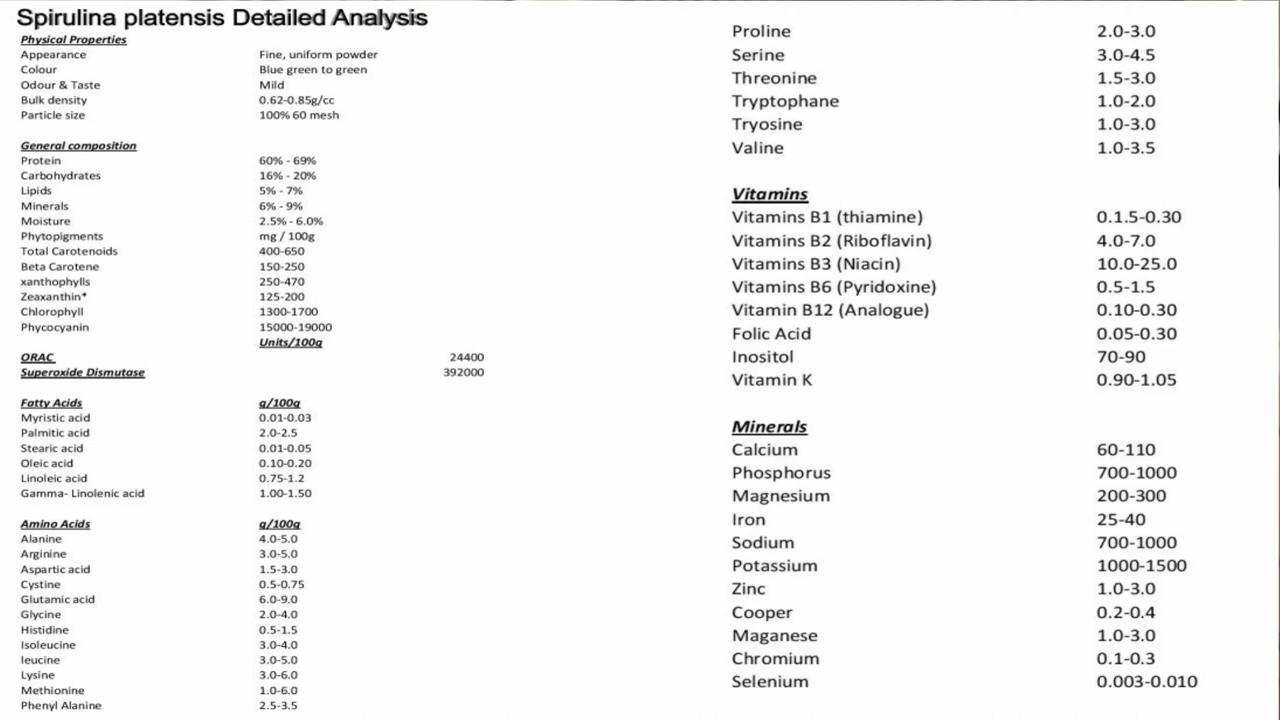 Spirulina platensis Detailed Analysis
Physical Properties
Appearance Fine, uniform powder
Colour Blue green to green
Odour & Taste Mild
Bulk density 0.62-0.85g/cc
Particle size 100% 60 mesh
General composition
Protein 60% - 69%
Carbohydrates 16% - 20%
Lipids 5% - 7%
Minerals 6% - 9%
Moisture 2.5% - 6.0%
Phytopigments mg / 100g
Total Carotenoids 400-650
Beta Carotene 150-250
xanthophylls 250-470
Zeaxanthin* 125-200
Chlorophyll 1300-1700
Phycocyanin 15000-19000
Units/100g
ORAC 24400
Superoxide Dismutase 392000
Fatty Acids g/100g
Myristic acid 0.01-0.03
Palmitic acid 2.0-2.5
Stearic acid 0.01-0.05
Oleic acid 0.10-0.20
Linoleic acid 0.75-1.2
Gamma- Linolenic acid 1.00-1.50
Amino Acids g/100g
Alanine 4.0-5.0
Arginine 3.0-5.0
Aspartic acid 1.5-3.0
Cystine 0.5-0.75
Glutamic acid 6.0-9.0
Glycine 2.0-4.0
Histidine 0.5-1.5
Isoleucine 3.0-4.0
leucine 3.0-5.0
Lysine 3.0-6.0
Methionine 1.0-6.0
Phenyl Alanine 2.5-3.5
Proline 2.0-3.0
Serine 3.0-4.5
Threonine 1.5-3.0
Tryptophane 1.0-2.0
Tryosine 1.0-3.0
Valine 1.0-3.5
Vitamins
Vitamins B1 (thiamine) 0.1.5-0.30
Vitamins B2 (Riboflavin) 4.0-7.0
Vitamins B3 (Niacin) 10.0-25.0
Vitamins B6 (Pyridoxine) 0.5-1.5
Vitamin B12 (Analogue) 0.10-0.30
Folic Acid 0.05-0.30
Inositol 70-90
Vitamin K 0.90-1.05
Minerals
Calcium 60-110
Phosphorus 700-1000
Magnesium 200-300
Iron 25-40
Sodium 700-1000
Potassium 1000-1500
Zinc 1.0-3.0
Cooper 0.2-0.4
Maganese 1.0-3.0
Chromium 0.1-0.3
Selenium 0.003-0.010